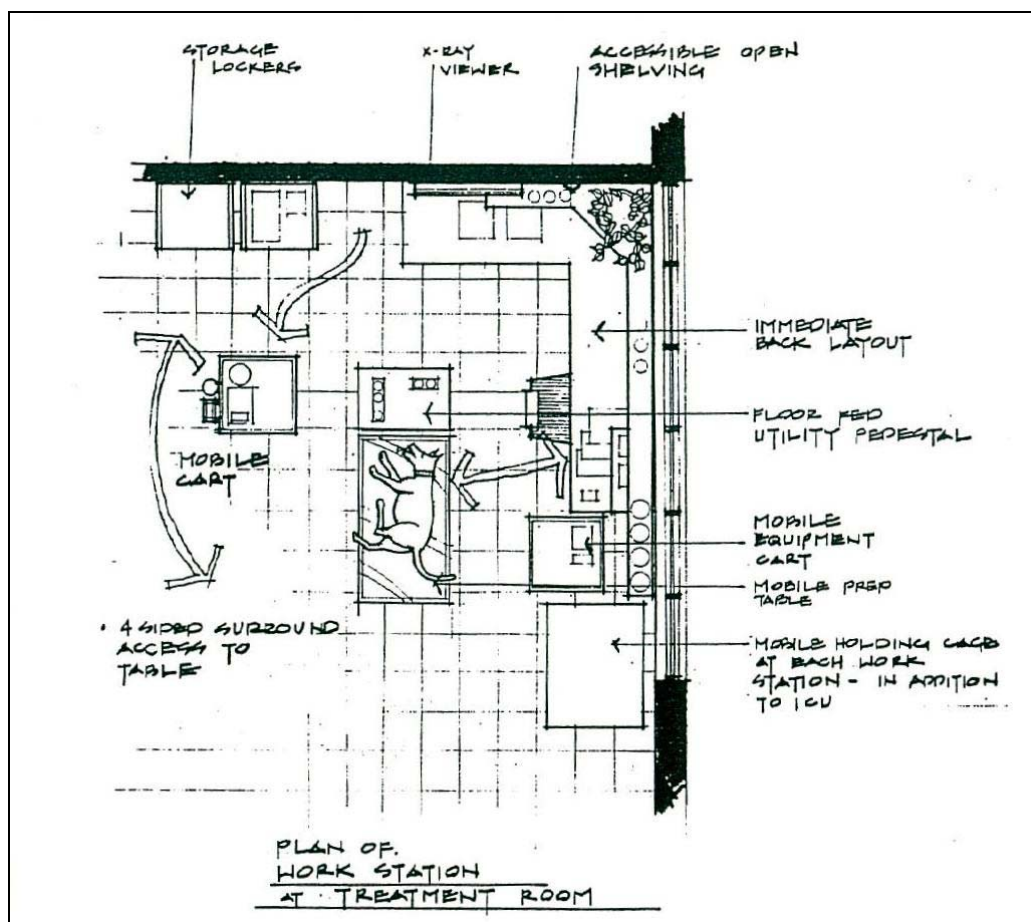 STORAGE
LOCKERS
X-RAY
VIEWER
ACCESSIBLE OPEN
SHELVING
IMMEDIATE
BACK LAYOUT
FLOOR FED
UTILITY PEDESTAL
MOBILE
CART
MOBILE
EQUIPMENT
CART
MOBILE PREP
TABLE
• 4 SIDED SURROUND
ACCESS TO
TABLE
MOBILE HOLDING CAGE
AT EACH WORK
STATION - IN ADDITION
TO ICU
PLAN OF.
WORK STATION
AT TREATMENT ROOM